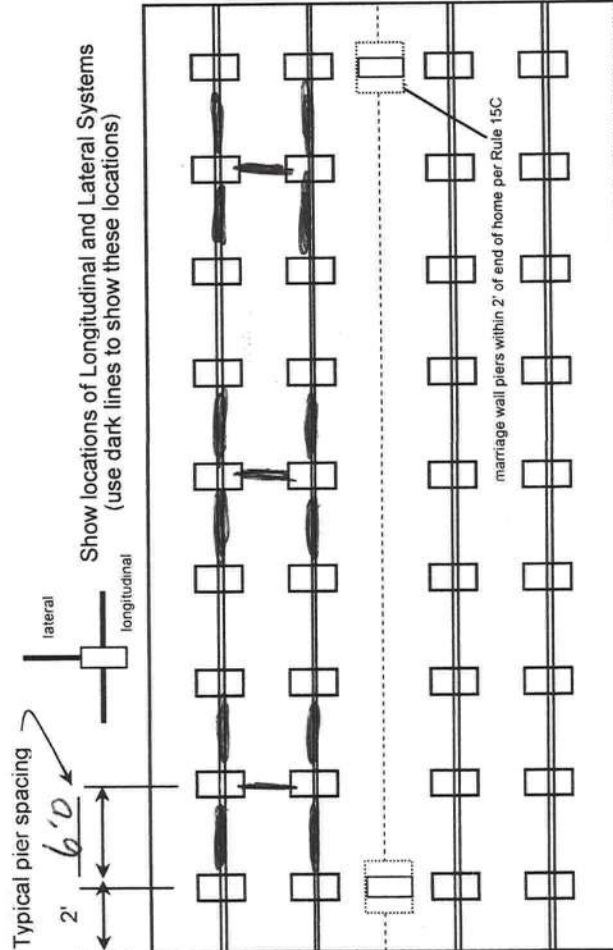 Typical pier spacing
2'
6'0
lateral
longitudinal
Show locations of Longitudinal and Lateral Systems
(use dark lines to show these locations)
marriage wall piers within 2' of end of home per Rule 15C